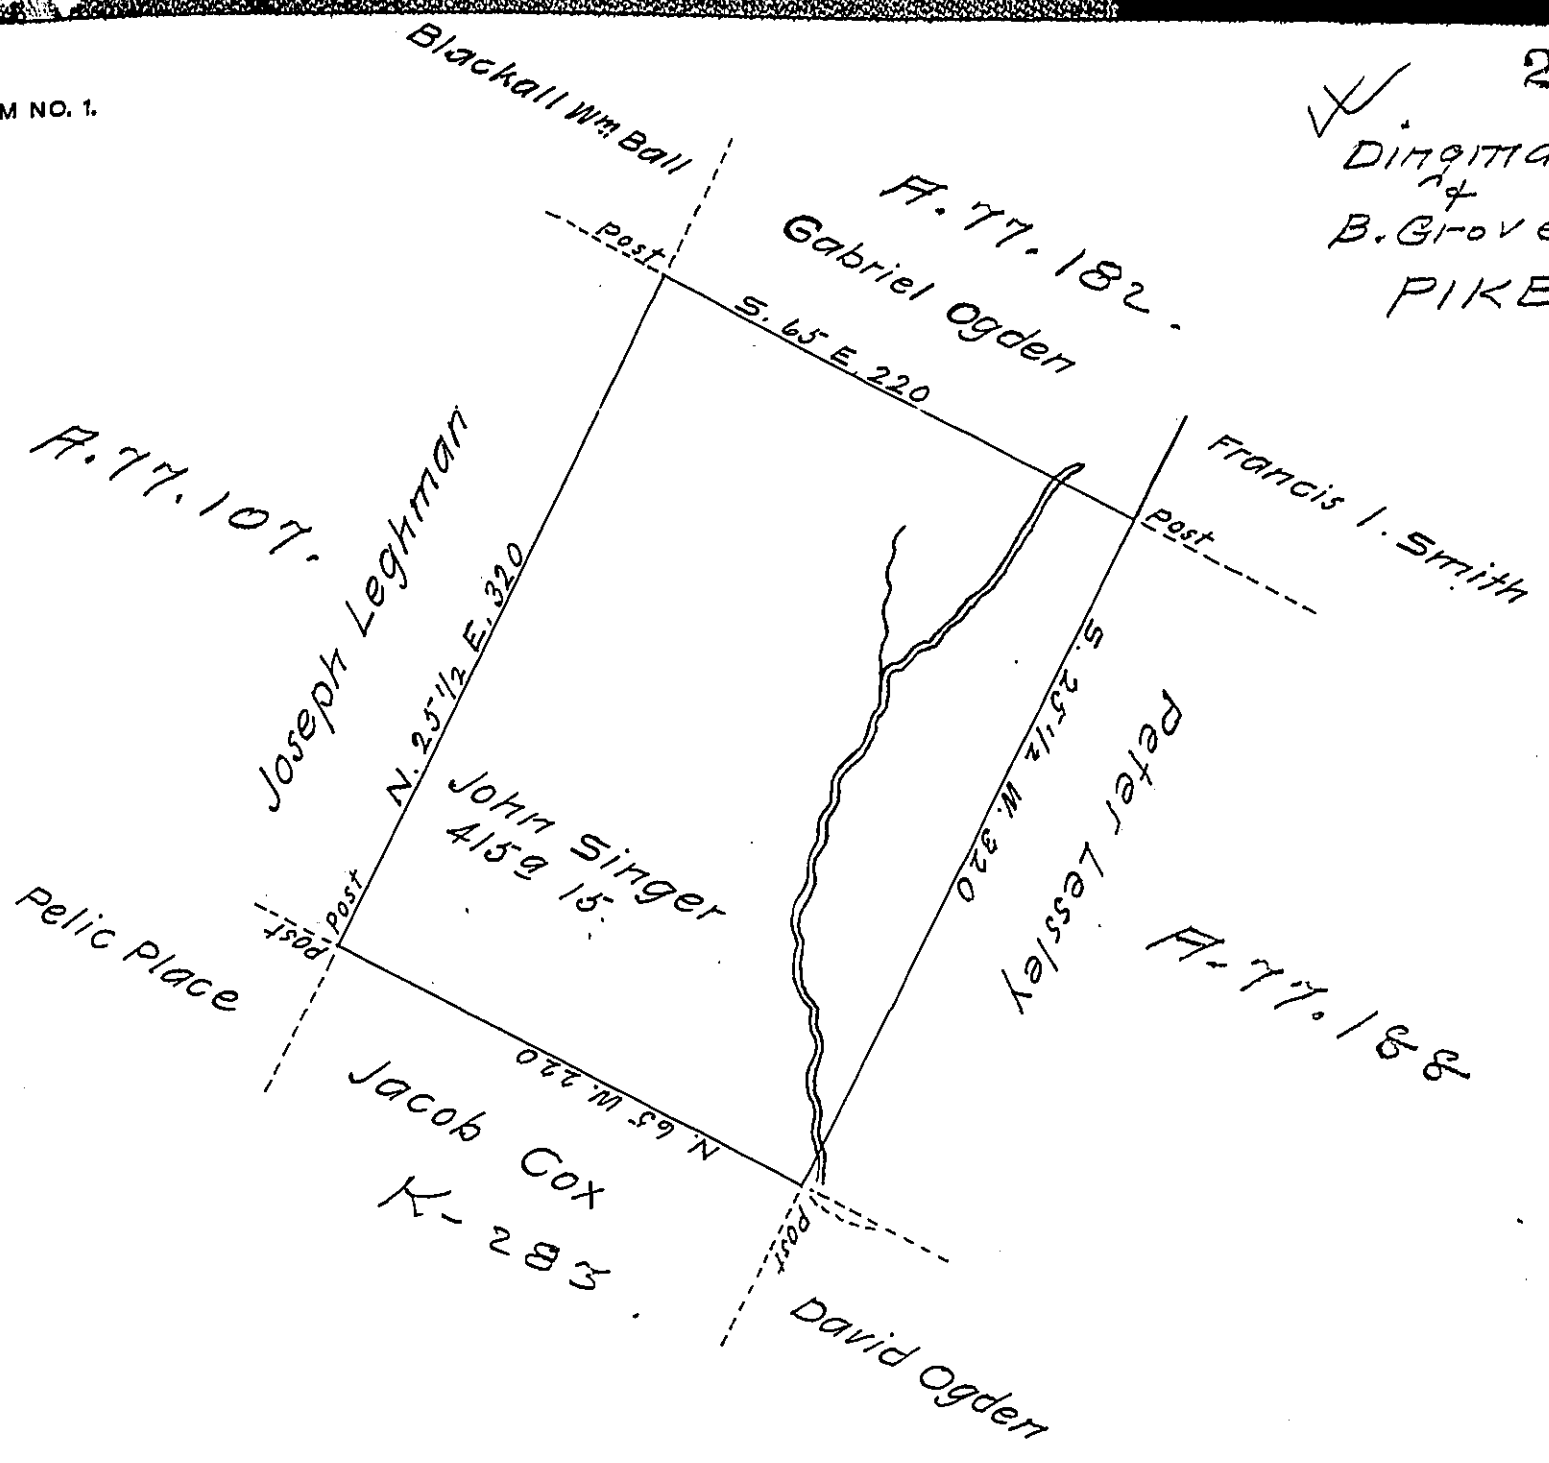 M NO. 1.
Blackall Wm Ball
2
Dingma
&
B. Grove
PIKE
A. 77. 182.
Gabriel Ogden
Post
S. 65 E. 220
Francis I. Smith
Post
A. 77. 107.
Joseph Leghman
N. 25 1/2 E. 320
S. 25 1/2 W. 320
Peter Lessley
A-77.188
John Singer
415a 15.
Post
Post
Pelic Place
N. 65 W. 220
Jacob Cox
K-283.
Post
David Ogden